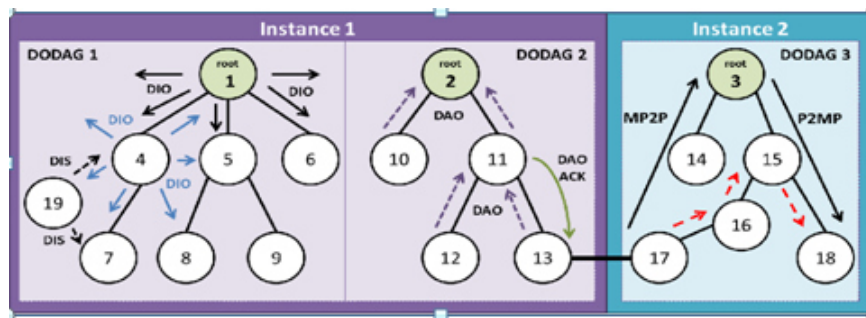 Instance 1
Instance 2
DODAG 1
DODAG 2
DODAG 3
root
1
root
2
root
3
DIO
DIO
DIO
DAO
MP2P
P2MP
DIS
4
5
6
10
11
DAO
ACK
14
15
19
DIO
DIS
DAO
16
7
8
9
12
13
17
18